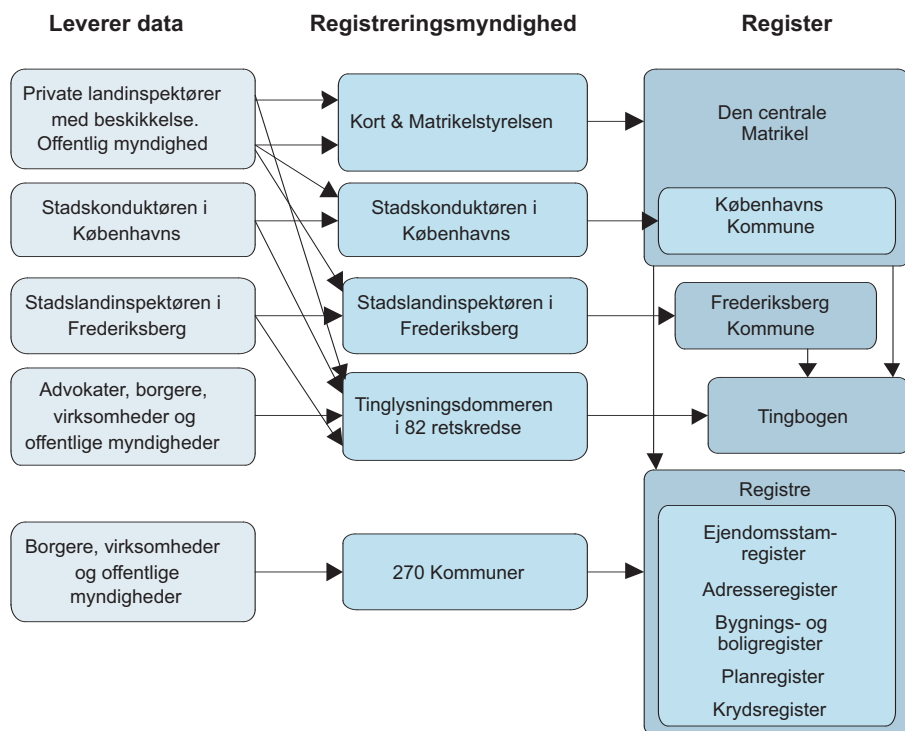 Leverer data
Registreringsmyndighed
Register
Private landinspektører
med beskikkelse.
Offentlig myndighed
Kort & Matrikelstyrelsen
Den centrale
Matrikel
Stadskonduktøren i
Københavns
Stadskonduktøren i
Københavns
Københavns
Kommune
Stadslandinspektøren i
Frederiksberg
Stadslandinspektøren i
Frederiksberg
Frederiksberg
Kommune
Advokater, borgere,
virksomheder og
offentlige myndigheder
Tinglysningsdommeren
i 82 retskredse
Tingbogen
Borgere, virksomheder
og offentlige
myndigheder
270 Kommuner
Registre
Ejendomsstam-
register
Adresseregister
Bygnings- og
boligregister
Planregister
Krydsregister